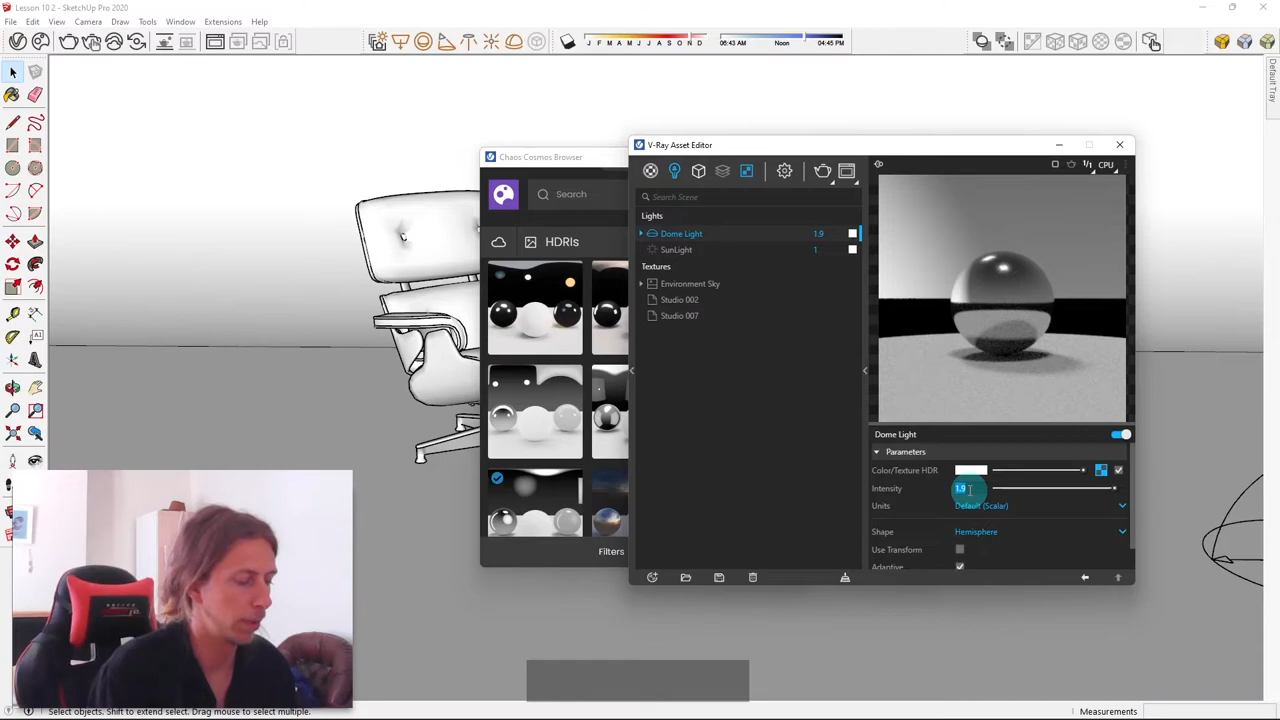 Lesson 10 2 - SketchUp Pro 2020
File Edit View Camera Draw Tools Window Extensions Help
J F M A M J J A S O N D
06:43 AM Noon 04:45 PM
Default Tray
Chaos Cosmos Browser
Search
HDRIs
Filters
V-Ray Asset Editor
1/1 CPU
Search Scene
Lights
Dome Light 1.9
SunLight 1
Textures
Environment Sky
Studio 002
Studio 007
Dome Light
Parameters
Color/Texture HDR
Intensity 1.9
Units Default (Scalar)
Shape Hemisphere
Use Transform
Adaptive
Select objects. Shift to extend select. Drag mouse to select multiple.
Measurements